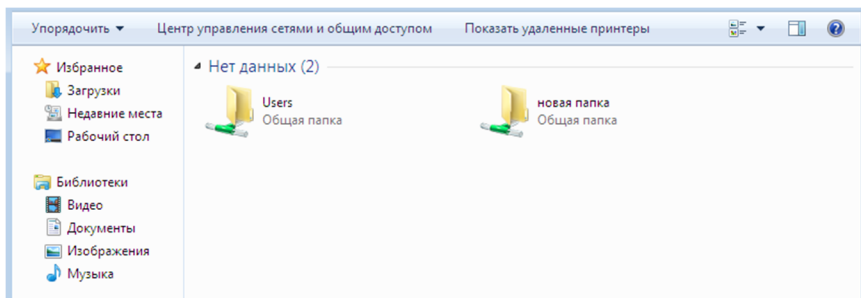 Упорядочить Центр управления сетями и общим доступом Показать удаленные принтеры
Избранное
Загрузки
Недавние места
Рабочий стол
Библиотеки
Видео
Документы
Изображения
Музыка
Нет данных (2)
Users
Общая папка
новая папка
Общая папка